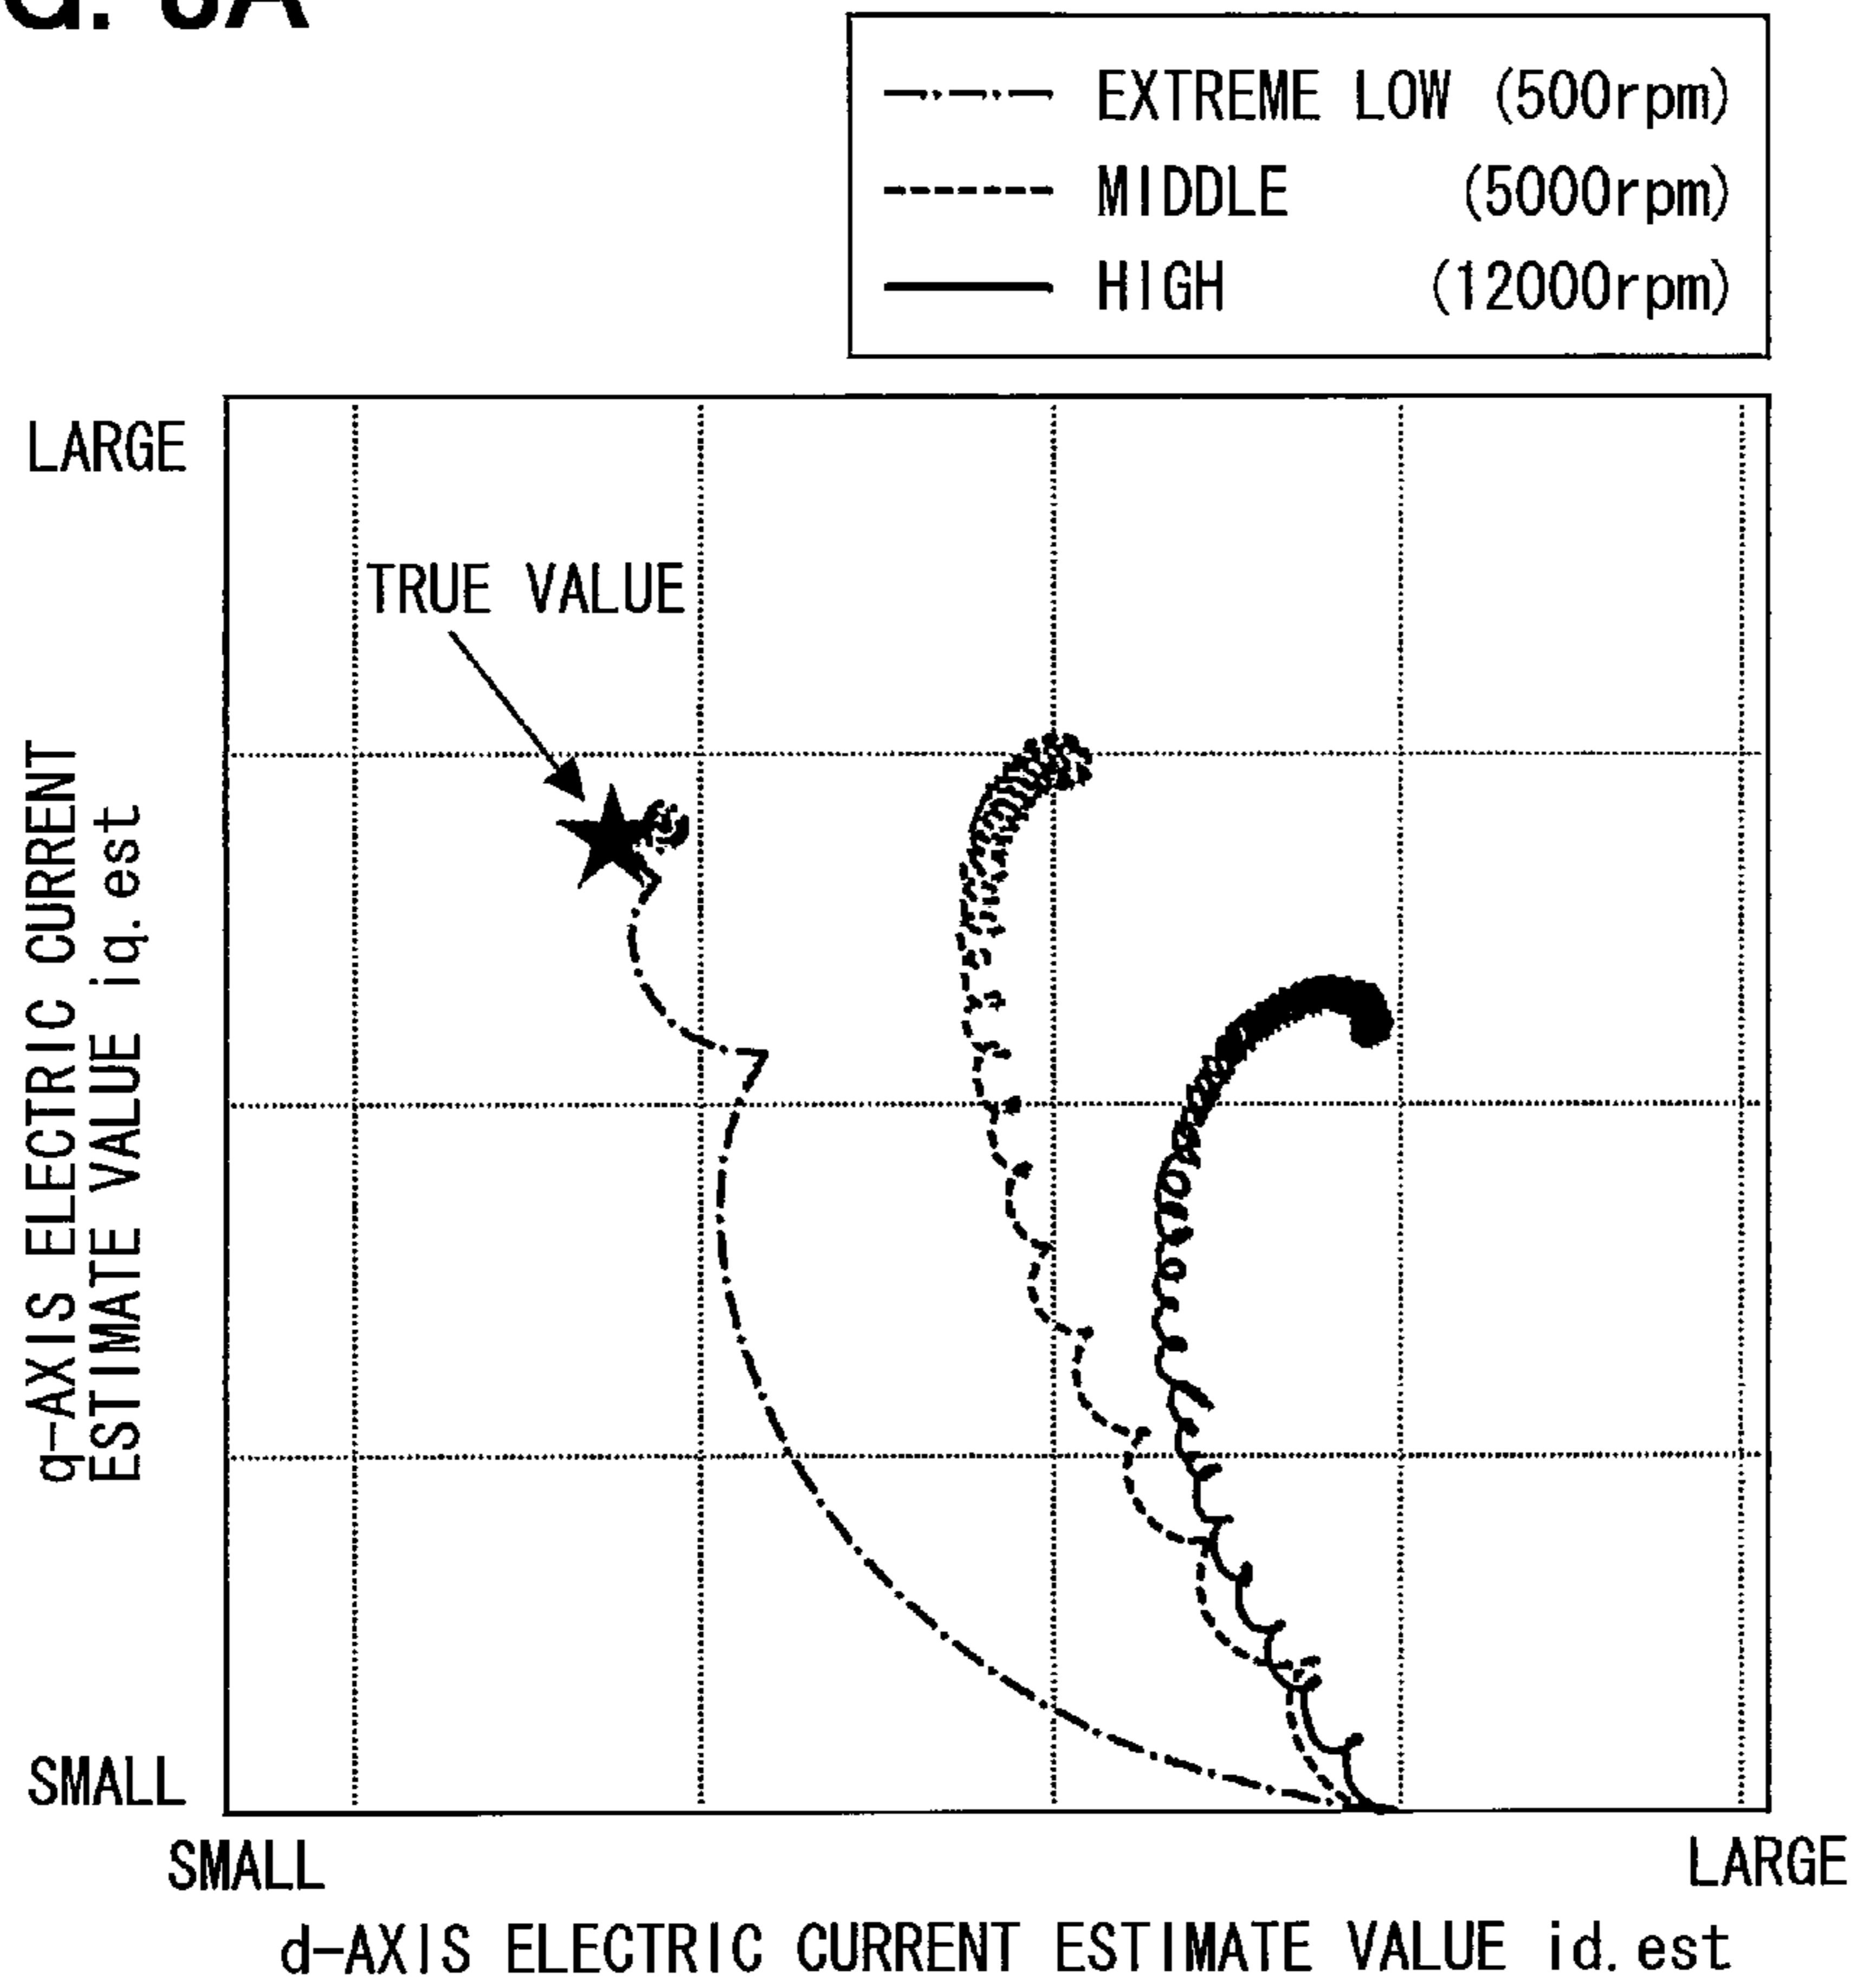 EXTREME LOW (500rpm)
MIDDLE (5000rpm)
HIGH (12000rpm)
LARGE
TRUE VALUE
q-AXIS ELECTRIC CURRENT
ESTIMATE VALUE iq.est
SMALL
SMALL
LARGE
d-AXIS ELECTRIC CURRENT ESTIMATE VALUE id.est